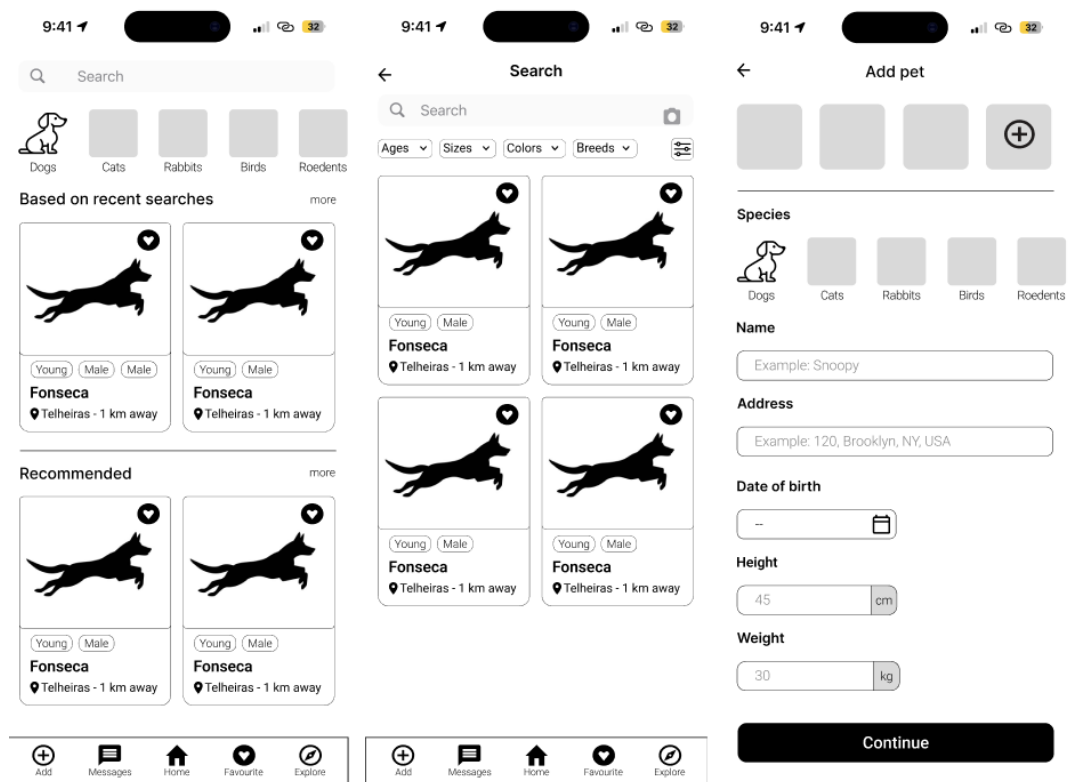 9:41
32
Search
Dogs Cats Rabbits Birds Roedents
Based on recent searches more
Young Male Male
Fonseca
Telheiras - 1 km away
Young Male
Fonseca
Telheiras - 1 km away
Recommended more
Young Male
Fonseca
Telheiras - 1 km away
Young Male
Fonseca
Telheiras - 1 km away
Add Messages Home Favourite Explore
9:41
32
Search
Search
Ages Sizes Colors Breeds
Young Male
Fonseca
Telheiras - 1 km away
Young Male
Fonseca
Telheiras - 1 km away
Young Male
Fonseca
Telheiras - 1 km away
Young Male
Fonseca
Telheiras - 1 km away
Add Messages Home Favourite Explore
9:41
32
Add pet
Species
Dogs Cats Rabbits Birds Roedents
Name
Example: Snoopy
Address
Example: 120, Brooklyn, NY, USA
Date of birth
--
Height
45 cm
Weight
30 kg
Continue